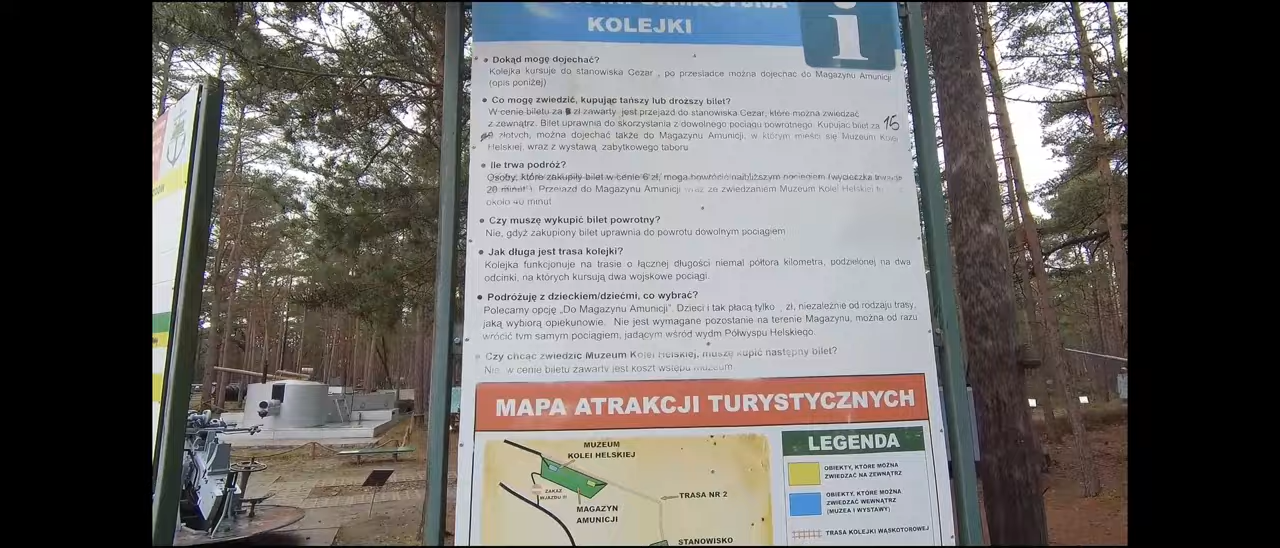 KOLEJKI
i
• Dokąd mogę dojechać?
Kolejka kursuje do stanowiska Cezar , po przesiadce można dojechać do Magazynu Amunicji
(opis poniżej)
• Co mogę zwiedzić, kupując tańszy lub droższy bilet?
W cenie biletu za 8 zł zawarty jest przejazd do stanowiska Cezar, które można zwiedzać
z zewnątrz. Bilet uprawnia do skorzystania z dowolnego pociągu powrotnego. Kupując bilet za 16
złotych, można dojechać także do Magazynu Amunicji, w którym mieści się Muzeum Kolei
Helskiej, wraz z wystawą zabytkowego taboru
• Ile trwa podróż?
Osoby, które zakupiły bilet w cenie 6 zł, mogą powrócić najbliższym pociągiem (wycieczka trwa
20 minut ). Przejazd do Magazynu Amunicji wraz ze zwiedzaniem Muzeum Kolei Helskiej
około 40 minut
• Czy muszę wykupić bilet powrotny?
Nie, gdyż zakupiony bilet uprawnia do powrotu dowolnym pociągiem
• Jak długa jest trasa kolejki?
Kolejka funkcjonuje na trasie o łącznej długości niemal półtora kilometra, podzielonej na dwa
odcinki, na których kursują dwa wojskowe pociągi.
• Podróżuję z dzieckiem/dziećmi, co wybrać?
Polecamy opcję „Do Magazynu Amunicji”. Dzieci i tak płacą tylko zł, niezależnie od rodzaju trasy,
jaką wybiorą opiekunowie. Nie jest wymagane pozostanie na terenie Magazynu, można od razu
wrócić tym samym pociągiem, jadącym wśród wydm Półwyspu Helskiego.
• Czy chcąc zwiedzić Muzeum Kolei Helskiej, muszę kupić następny bilet?
Nie, w cenie biletu zawarty jest koszt wstępu muzeum
MAPA ATRAKCJI TURYSTYCZNYCH
MUZEUM
KOLEI HELSKIEJ
ZAKAZ
WJAZDU !!!
MAGAZYN
AMUNICJI
TRASA NR 2
STANOWISKO
LEGENDA
OBIEKTY, KTÓRE MOŻNA
ZWIEDZAĆ NA ZEWNĄTRZ
OBIEKTY, KTÓRE MOŻNA
ZWIEDZAĆ WEWNĄTRZ
(MUZEA I WYSTAWY)
TRASA KOLEJKI WĄSKOTOROWEJ